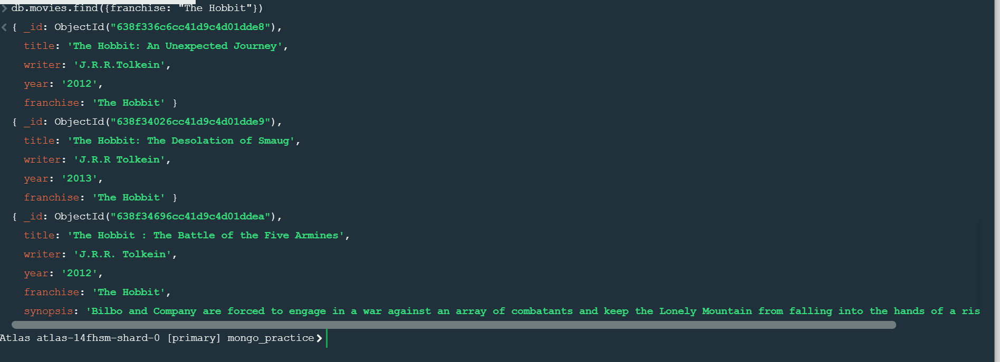 db.movies.find({franchise: "The Hobbit"})
{ _id: ObjectId("638f336c6cc41d9c4d01dde8"),
title: 'The Hobbit: An Unexpected Journey',
writer: 'J.R.R.Tolkein',
year: '2012',
franchise: 'The Hobbit' }
{ _id: ObjectId("638f34026cc41d9c4d01dde9"),
title: 'The Hobbit: The Desolation of Smaug',
writer: 'J.R.R Tolkein',
year: '2013',
franchise: 'The Hobbit' }
{ _id: ObjectId("638f34696cc41d9c4d01ddea"),
title: 'The Hobbit : The Battle of the Five Armines',
writer: 'J.R.R. Tolkein',
year: '2012',
franchise: 'The Hobbit',
synopsis: 'Bilbo and Company are forced to engage in a war against an array of combatants and keep the Lonely Mountain from falling into the hands of a ris
Atlas atlas-14fhsm-shard-0 [primary] mongo_practice>